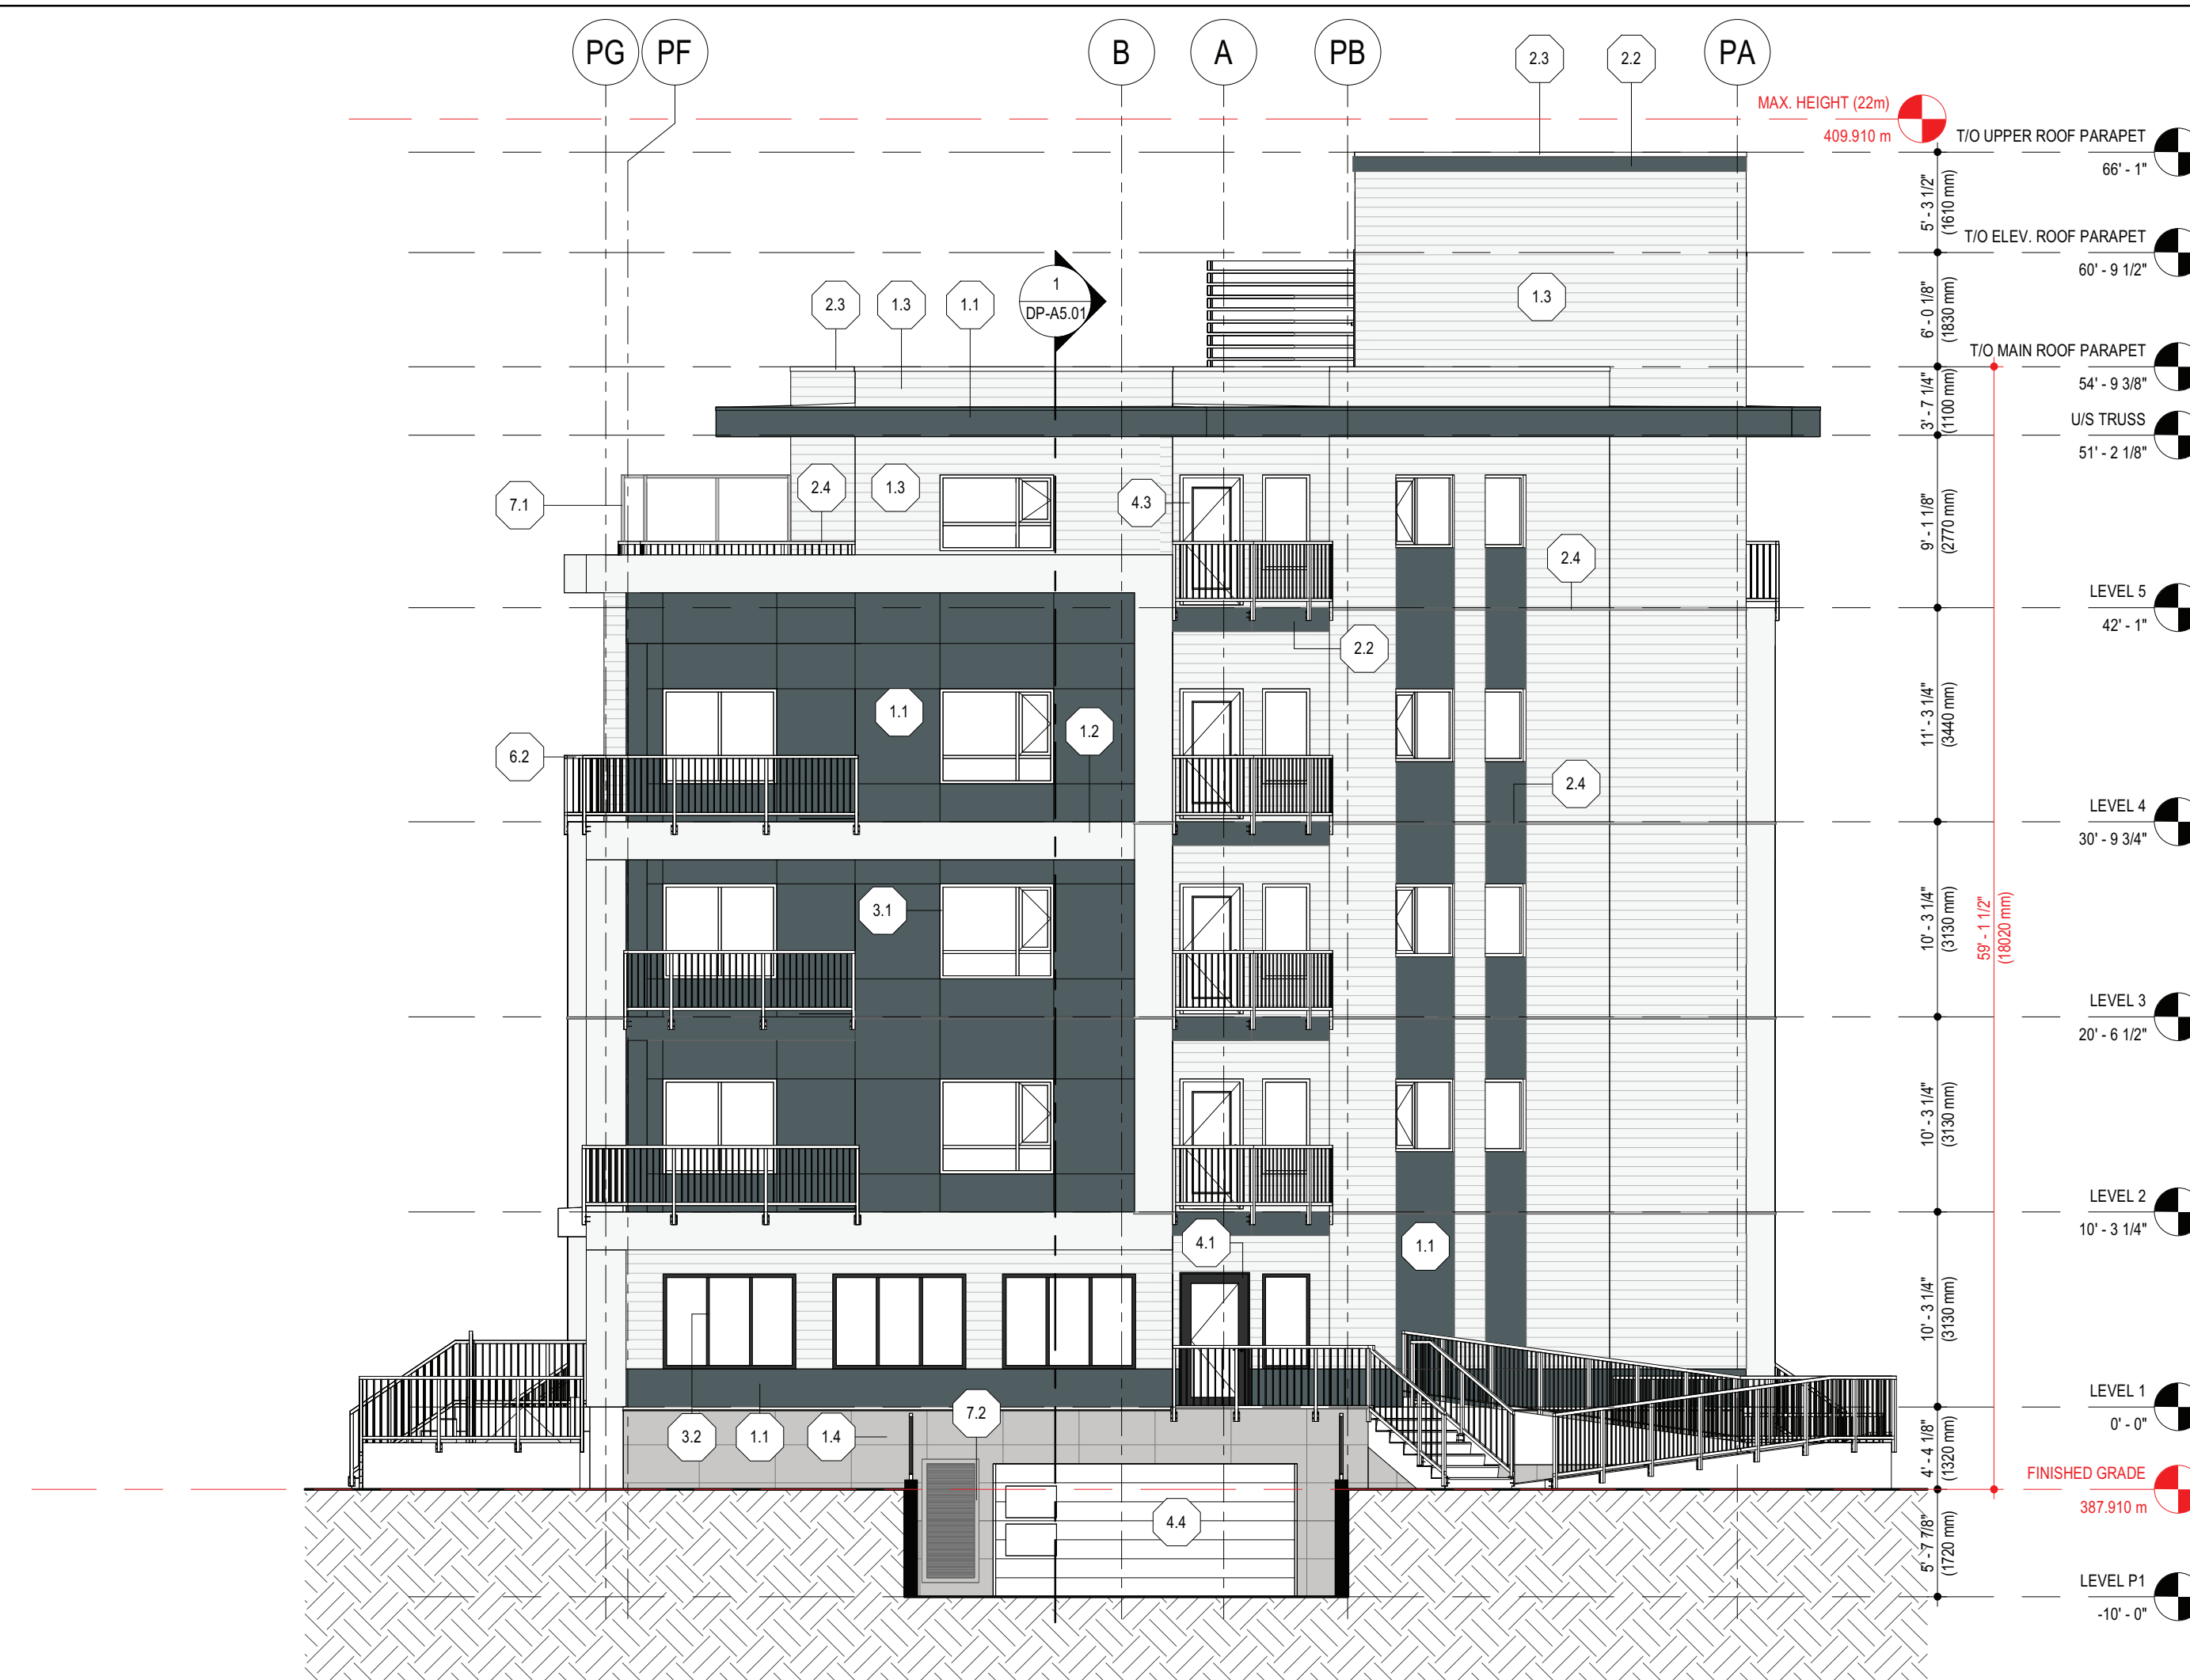 PG
PF
B
A
PB
2.3
2.2
PA
MAX. HEIGHT (22m)
409.910 m
T/O UPPER ROOF PARAPET
66' - 1"
5' - 3 1/2"
(1610 mm)
T/O ELEV. ROOF PARAPET
60' - 9 1/2"
2.3
1.3
1.1
1
DP-A5.01
1.3
6' - 0 1/8"
(1830 mm)
T/O MAIN ROOF PARAPET
54' - 9 3/8"
3' - 7 1/4"
(1100 mm)
U/S TRUSS
51' - 2 1/8"
7.1
2.4
1.3
4.3
2.4
9' - 1 1/8"
(2770 mm)
LEVEL 5
42' - 1"
2.2
1.1
1.2
6.2
2.4
11' - 3 1/4"
(3440 mm)
LEVEL 4
30' - 9 3/4"
3.1
10' - 3 1/4"
(3130 mm)
59' - 1 1/2"
(18020 mm)
LEVEL 3
20' - 6 1/2"
10' - 3 1/4"
(3130 mm)
LEVEL 2
10' - 3 1/4"
4.1
1.1
10' - 3 1/4"
(3130 mm)
LEVEL 1
0' - 0"
3.2
1.1
1.4
7.2
4' - 4 1/8"
(1320 mm)
FINISHED GRADE
387.910 m
4.4
5' - 7 7/8"
(1720 mm)
LEVEL P1
-10' - 0"